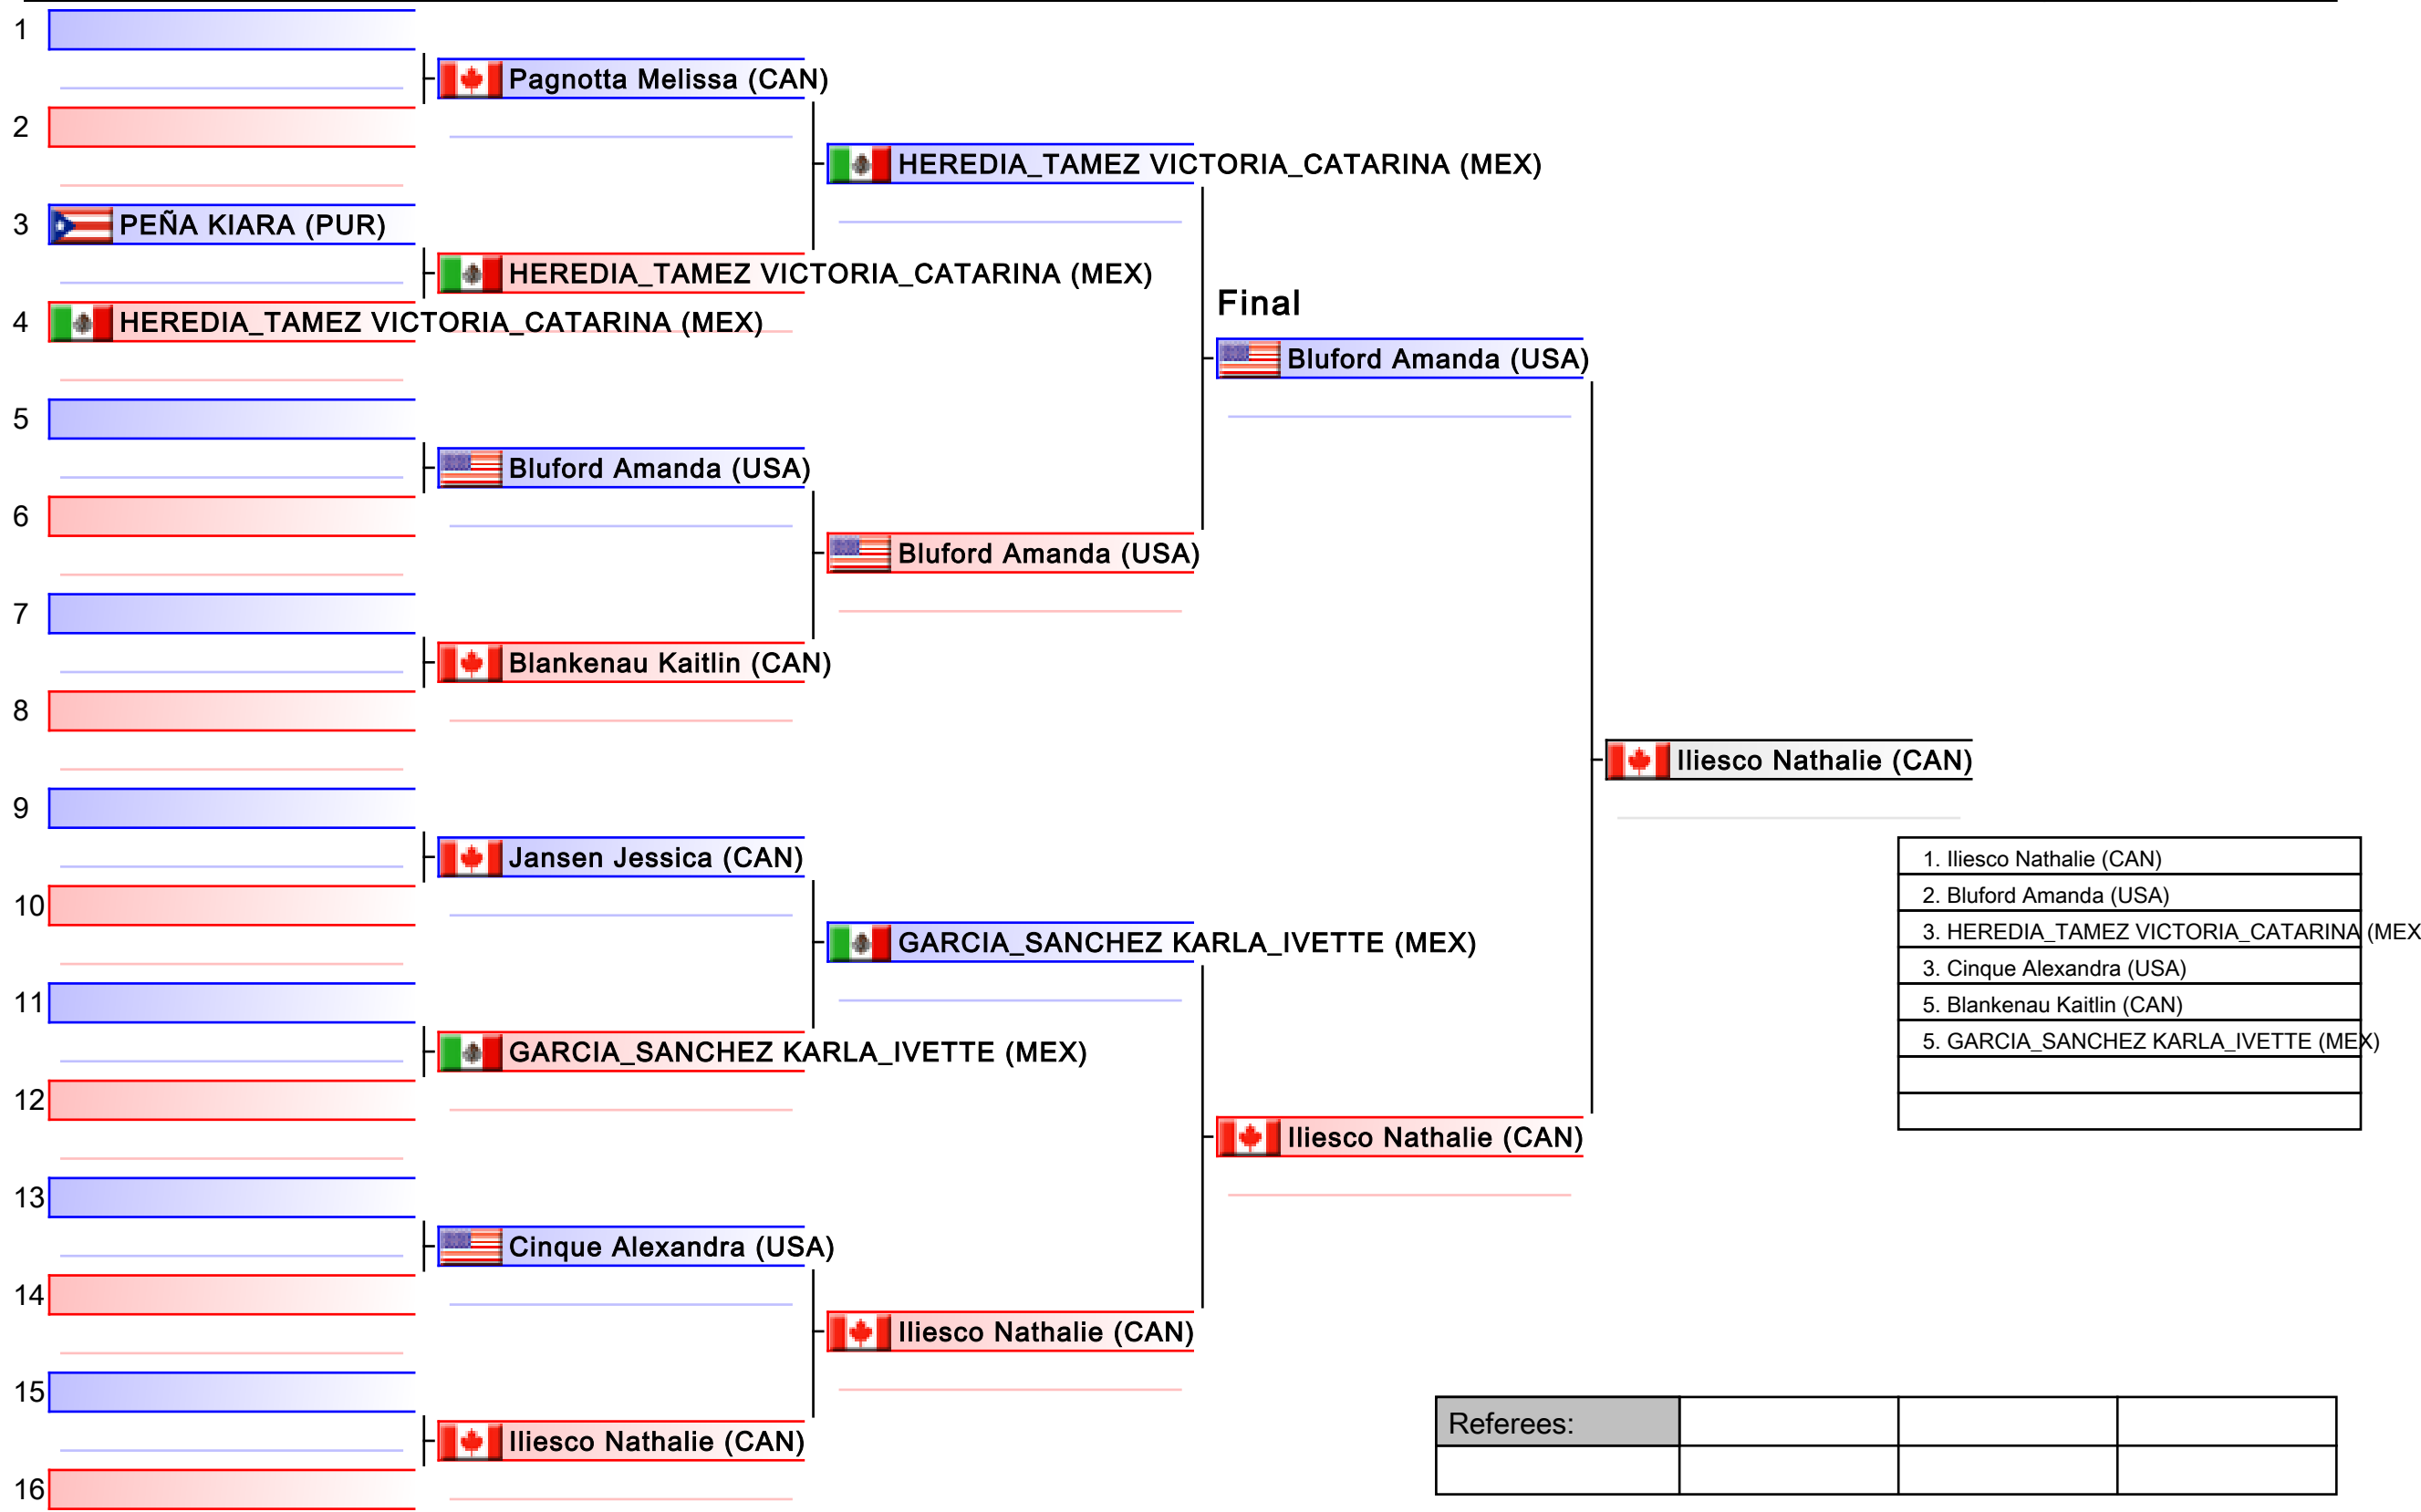 1
Pagnotta Melissa (CAN)
2
HEREDIA_TAMEZ VICTORIA_CATARINA (MEX)
3 PEÑA KIARA (PUR)
HEREDIA_TAMEZ VICTORIA_CATARINA (MEX)
Final
4 HEREDIA_TAMEZ VICTORIA_CATARINA (MEX)
Bluford Amanda (USA)
5
Bluford Amanda (USA)
6
Bluford Amanda (USA)
7
Blankenau Kaitlin (CAN)
8
Iliesco Nathalie (CAN)
9
Jansen Jessica (CAN)
1. Iliesco Nathalie (CAN)
2. Bluford Amanda (USA)
3. HEREDIA_TAMEZ VICTORIA_CATARINA (MEX
3. Cinque Alexandra (USA)
5. Blankenau Kaitlin (CAN)
5. GARCIA_SANCHEZ KARLA_IVETTE (MEX)
10
GARCIA_SANCHEZ KARLA_IVETTE (MEX)
11
GARCIA_SANCHEZ KARLA_IVETTE (MEX)
12
Iliesco Nathalie (CAN)
13
Cinque Alexandra (USA)
14
Iliesco Nathalie (CAN)
15
Referees:
Iliesco Nathalie (CAN)
16